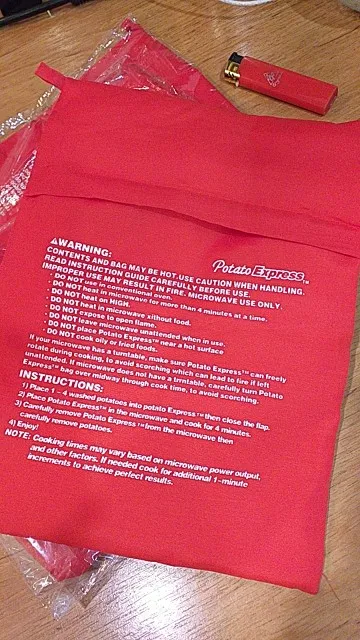 Potato Express™
⚠WARNING:
CONTENTS AND BAG MAY BE HOT. USE CAUTION WHEN HANDLING.
READ INSTRUCTION GUIDE CAREFULLY BEFORE USE.
IMPROPER USE MAY RESULT IN FIRE. MICROWAVE USE ONLY.
• DO NOT use in conventional oven.
• DO NOT heat in microwave for more than 4 minutes at a time.
• DO NOT heat on HIGH.
• DO NOT heat in microwave without food.
• DO NOT expose to open flame.
• DO NOT leave microwave unattended when in use.
• DO NOT place Potato Express™ near a hot surface
• DO NOT cook oily or fried foods.
If your microwave has a turntable, make sure Potato Express™ can freely
rotate during cooking, to avoid scorching which can lead to fire if left
unattended. If microwave does not have a turntable, carefully turn Potato
Express™ bag over midway through cook time, to avoid scorching.
INSTRUCTIONS:
1) Place 1 - 4 washed potatoes into potato Express™ then close the flap.
2) Place Potato Express™ in the microwave and cook for 4 minutes.
3) Carefully remove Potato Express™ from the microwave then
carefully remove potatoes.
4) Enjoy!
NOTE: Cooking times may vary based on microwave power output,
and other factors. If needed cook for additional 1-minute
increments to achieve perfect results.